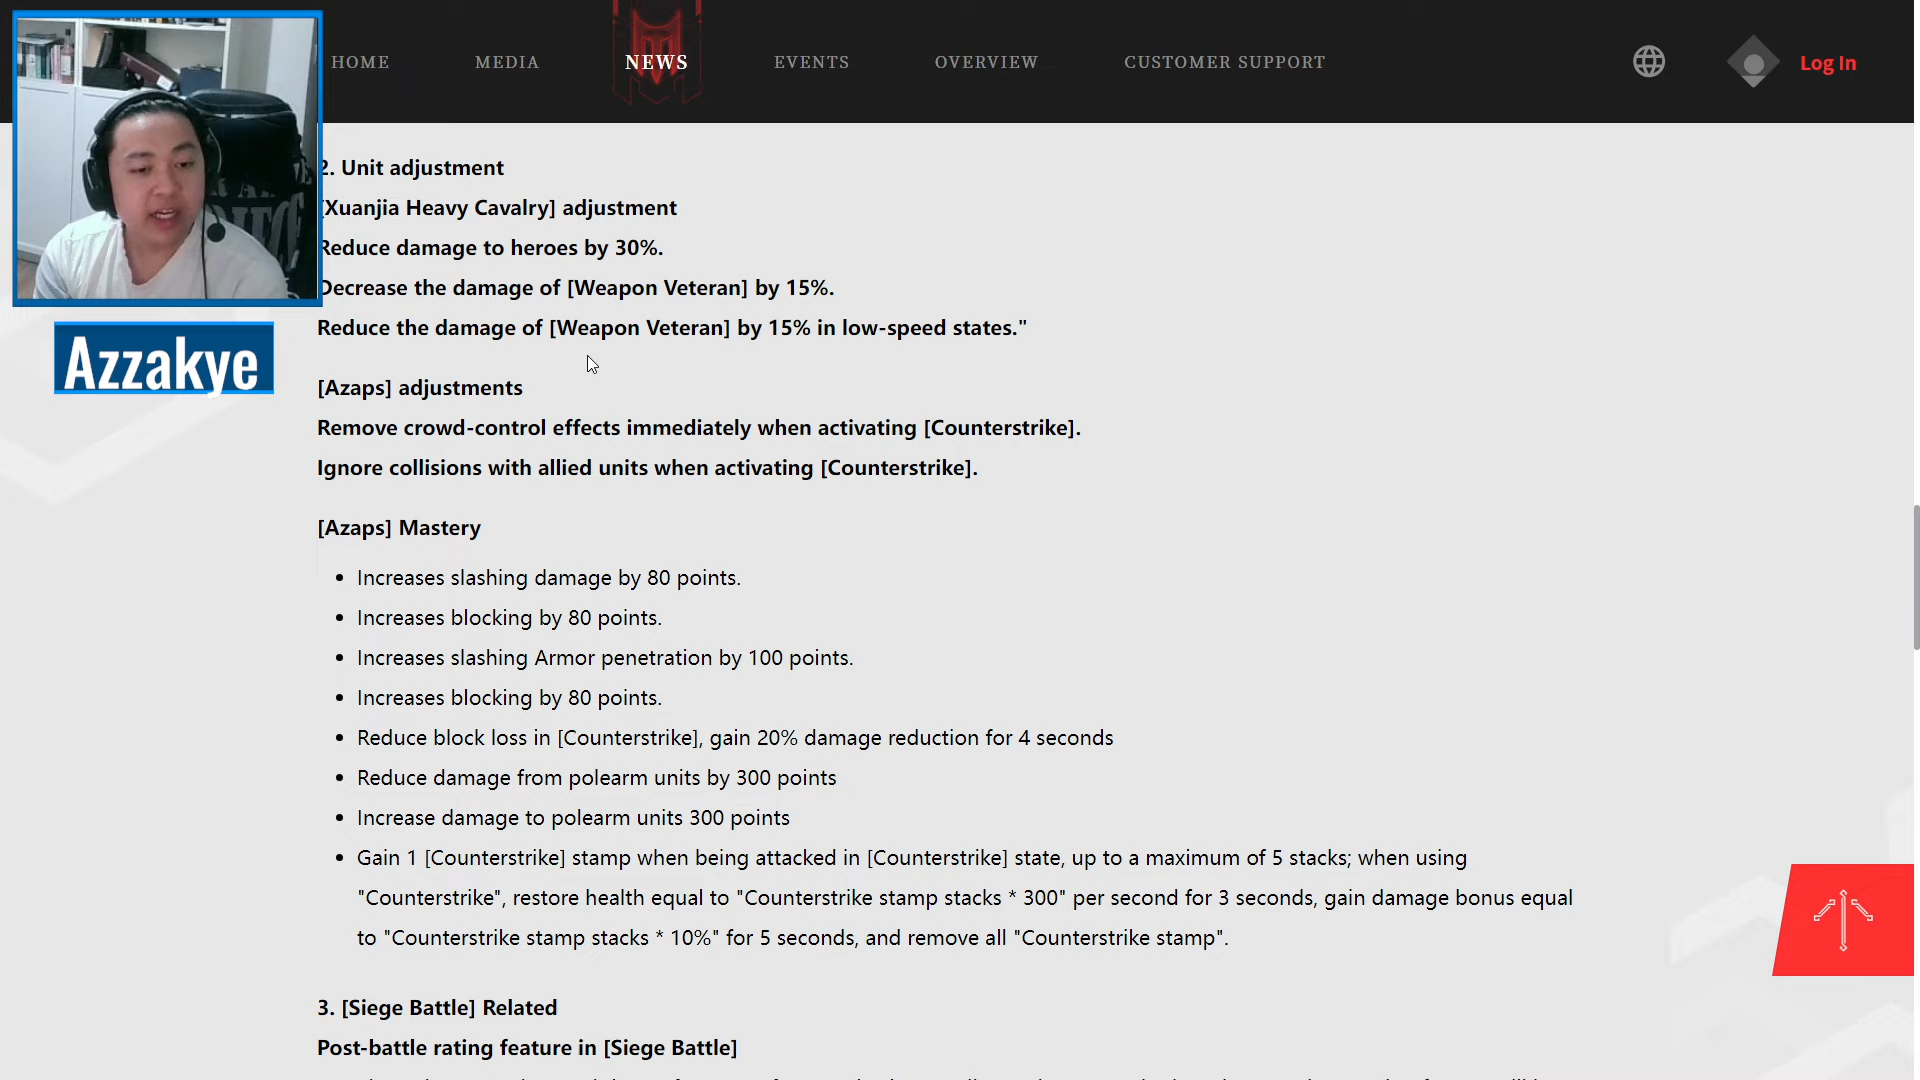 HOME MEDIA NEWS EVENTS OVERVIEW CUSTOMER SUPPORT Log In
2. Unit adjustment
[Xuanjia Heavy Cavalry] adjustment
Reduce damage to heroes by 30%.
Decrease the damage of [Weapon Veteran] by 15%.
Reduce the damage of [Weapon Veteran] by 15% in low-speed states."
Azzakye
[Azaps] adjustments
Remove crowd-control effects immediately when activating [Counterstrike].
Ignore collisions with allied units when activating [Counterstrike].
[Azaps] Mastery
• Increases slashing damage by 80 points.
• Increases blocking by 80 points.
• Increases slashing Armor penetration by 100 points.
• Increases blocking by 80 points.
• Reduce block loss in [Counterstrike], gain 20% damage reduction for 4 seconds
• Reduce damage from polearm units by 300 points
• Increase damage to polearm units 300 points
• Gain 1 [Counterstrike] stamp when being attacked in [Counterstrike] state, up to a maximum of 5 stacks; when using
"Counterstrike", restore health equal to "Counterstrike stamp stacks * 300" per second for 3 seconds, gain damage bonus equal
to "Counterstrike stamp stacks * 10%" for 5 seconds, and remove all "Counterstrike stamp".
3. [Siege Battle] Related
Post-battle rating feature in [Siege Battle]